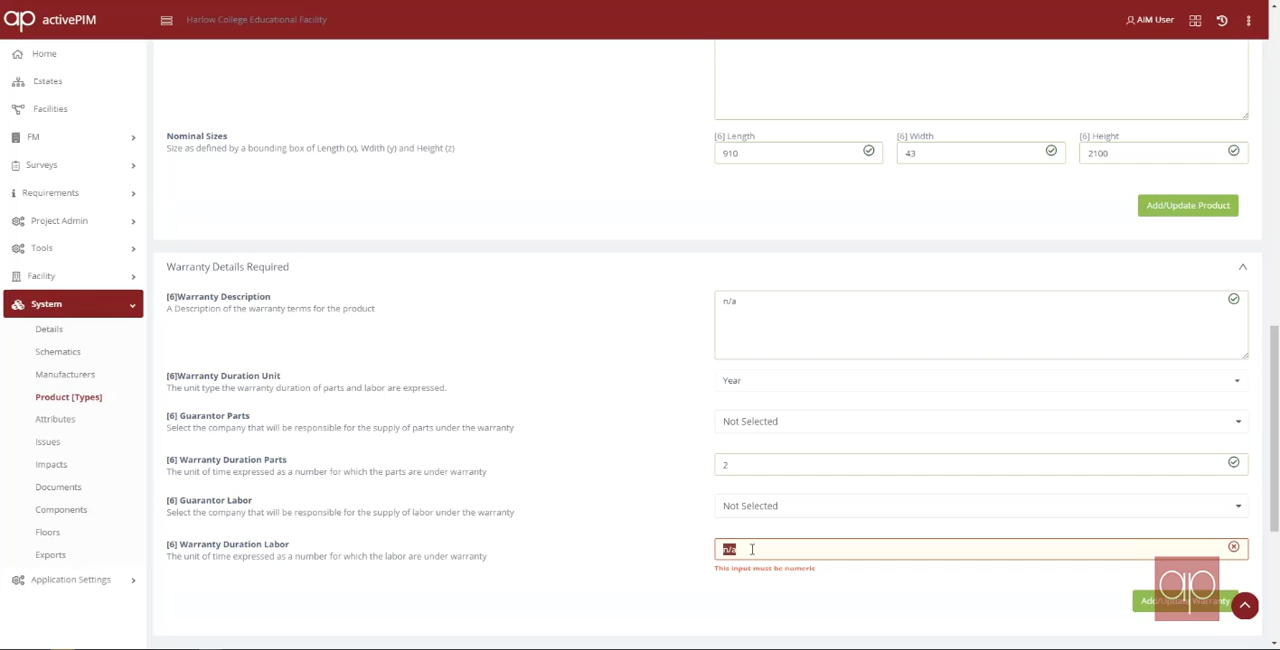 ap activePIM
Harlow College Educational Facility
AIM User
Home
Estates
Facilities
FM
Surveys
Requirements
Project Admin
Tools
Facility
System
Details
Schematics
Manufacturers
Product [Types]
Attributes
Issues
Impacts
Documents
Components
Floors
Exports
Application Settings
Nominal Sizes
Size as defined by a bounding box of Length (x), Wdith (y) and Height (z)
[6] Length
[6] Width
[6] Height
910
43
2100
Add/Update Product
Warranty Details Required
[6]Warranty Description
A Description of the warranty terms for the product
n/a
[6]Warranty Duration Unit
The unit type the warranty duration of parts and labor are expressed.
Year
[6] Guarantor Parts
Select the company that will be responsible for the supply of parts under the warranty
Not Selected
[6] Warranty Duration Parts
The unit of time expressed as a number for which the parts are under warranty
2
[6] Guarantor Labor
Select the company that will be responsible for the supply of labor under the warranty
Not Selected
[6] Warranty Duration Labor
The unit of time expressed as a number for which the labor are under warranty
n/a
This input must be numeric
Add/Update Warranty
ap